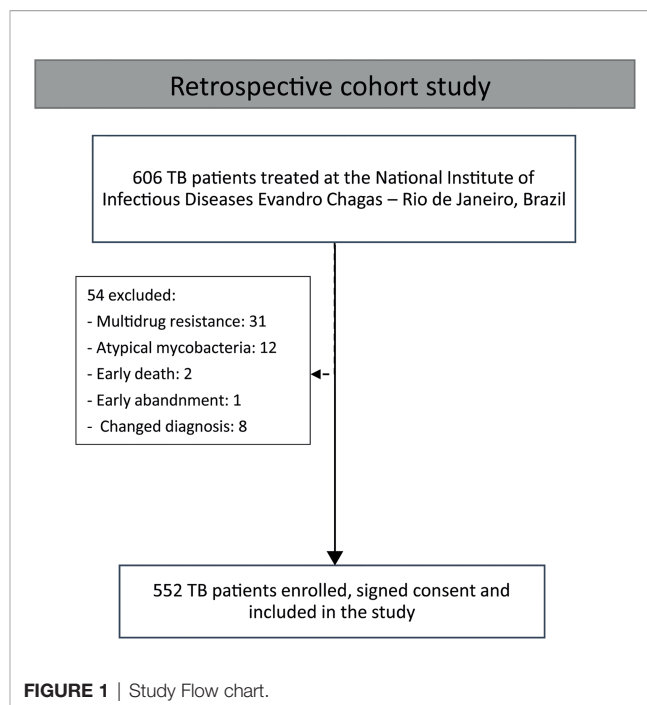 Retrospective cohort study
606 TB patients treated at the National Institute of
Infectious Diseases Evandro Chagas – Rio de Janeiro, Brazil
54 excluded:
- Multidrug resistance: 31
- Atypical mycobacteria: 12
- Early death: 2
- Early abandnment: 1
- Changed diagnosis: 8
552 TB patients enrolled, signed consent and
included in the study
FIGURE 1 | Study Flow chart.